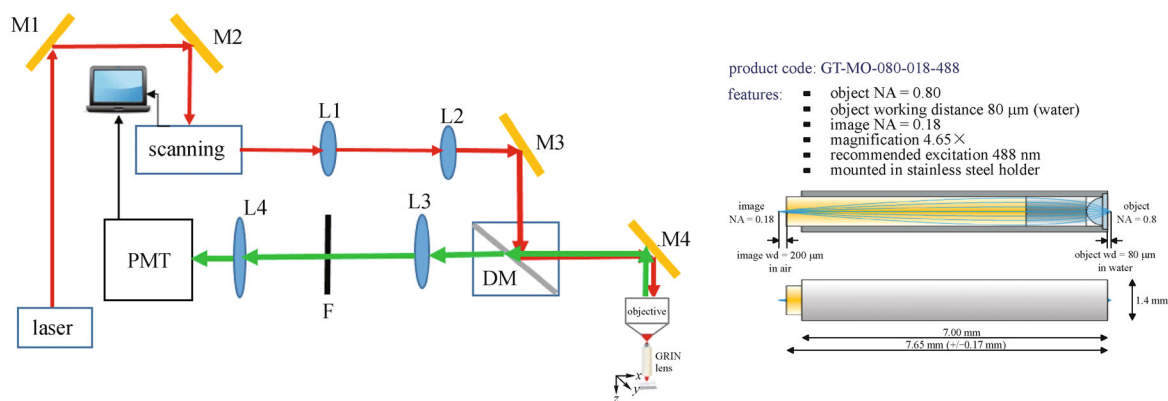 M1
M2
L1
L2
M3
scanning
L4
L3
M4
PMT
DM
F
laser
objective
GRIN
lens
x
y
z
product code: GT-MO-080-018-488
features:
▪ object NA = 0.80
▪ object working distance 80 μm (water)
▪ image NA = 0.18
▪ magnification 4.65×
▪ recommended excitation 488 nm
▪ mounted in stainless steel holder
image
NA = 0.18
object
NA = 0.8
image wd = 200 μm
in air
object wd = 80 μm
in water
1.4 mm
7.00 mm
7.65 mm (+/−0.17 mm)